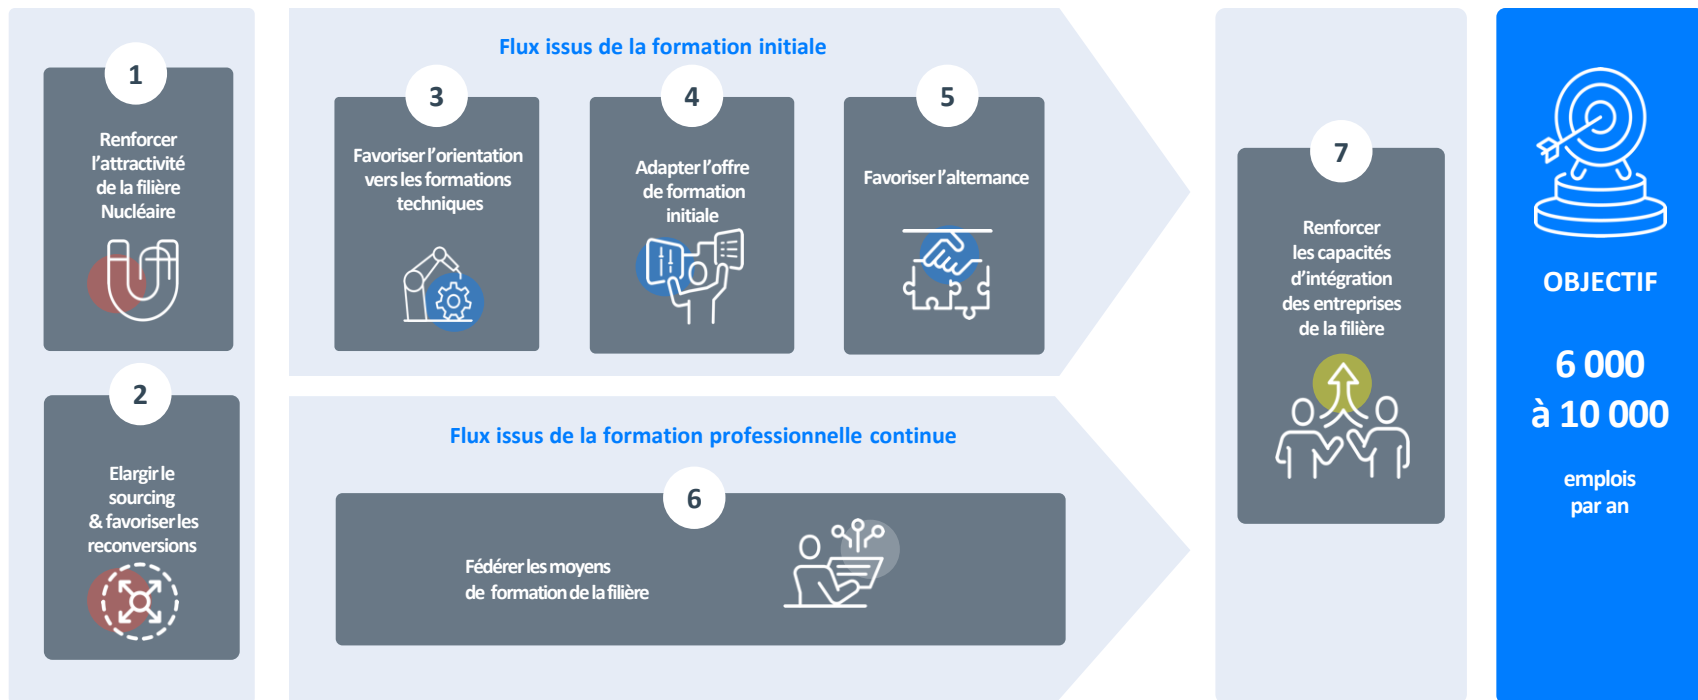 1
Renforcer
l’attractivité
de la filière
Nucléaire
2
Elargir le
sourcing
& favoriser les
reconversions
Flux issus de la formation initiale
3
Favoriser l’orientation
vers les formations
techniques
4
Adapter l’offre
de formation
initiale
5
Favoriser l’alternance
Flux issus de la formation professionnelle continue
6
Fédérer les moyens
de formation de la filière
7
Renforcer
les capacités
d’intégration
des entreprises
de la filière
OBJECTIF
6 000
à 10 000
emplois
par an